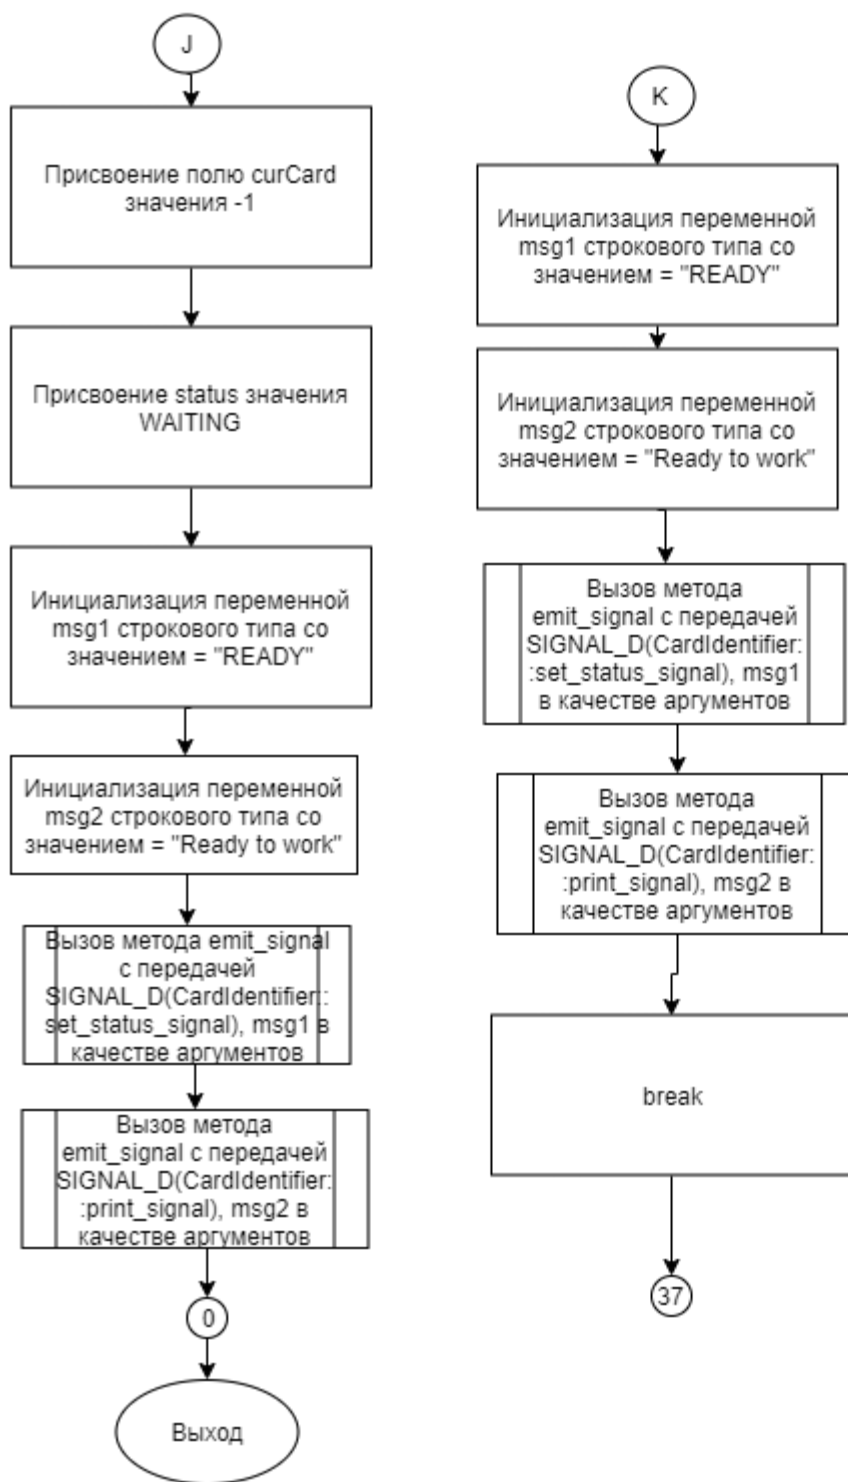 J
Присвоение полю curCard
значения -1
Присвоение status значения
WAITING
Инициализация переменной
msg1 строкового типа со
значением = "READY"
Инициализация переменной
msg2 строкового типа со
значением = "Ready to work"
Вызов метода emit_signal
с передачей
SIGNAL_D(CardIdentifier::
set_status_signal), msg1 в
качестве аргументов
Вызов метода
emit_signal с передачей
SIGNAL_D(CardIdentifier:
:print_signal), msg2 в
качестве аргументов
0
Выход
K
Инициализация переменной
msg1 строкового типа со
значением = "READY"
Инициализация переменной
msg2 строкового типа со
значением = "Ready to work"
Вызов метода
emit_signal с передачей
SIGNAL_D(CardIdentifier:
:set_status_signal), msg1
в качестве аргументов
Вызов метода
emit_signal с передачей
SIGNAL_D(CardIdentifier:
:print_signal), msg2 в
качестве аргументов
break
37